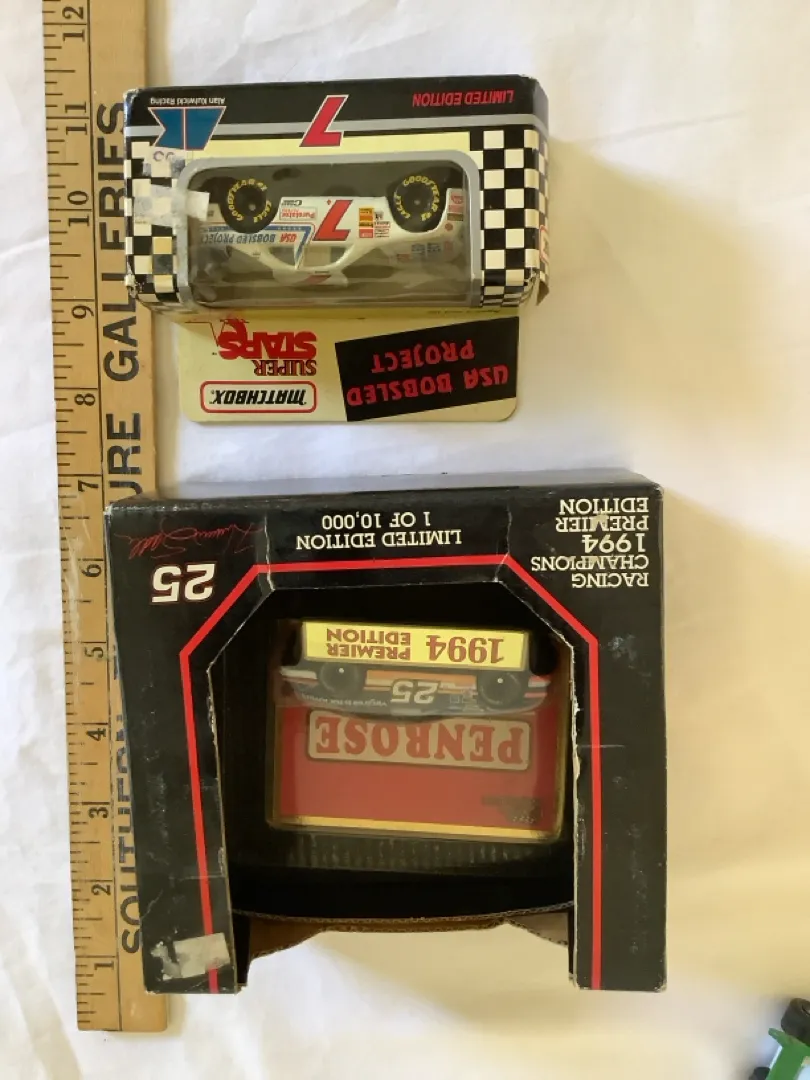 LIMITED EDITION
7
Alan Kulwicki Racing
7
USA
BOBSLED PROJECT
GOODYEAR
EAGLE
GOODYEAR
EAGLE
USA BOBSLED
PROJECT
MATCHBOX
SUPER
STARS
RACING
CHAMPIONS
1994
PREMIER
EDITION
LIMITED EDITION
1 OF 10,000
25
1994 PREMIER
EDITION
25
PENROSE
SOUTHERN
URE GALLERIES
1
2
3
4
5
6
7
8
9
10
11
12